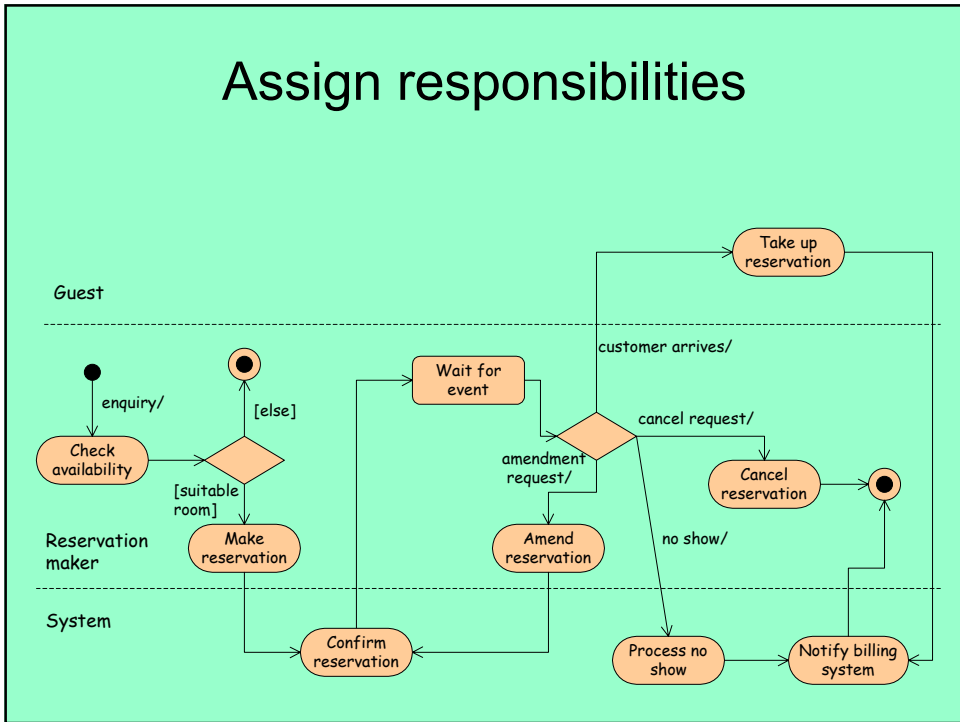 Assign responsibilities
Take up
reservation
Guest
customer arrives/
Wait for
event
enquiry/
[else]
cancel request/
Check
availability
amendment
request/
Cancel
reservation
[suitable
room]
Reservation
maker
Make
reservation
Amend
reservation
no show/
System
Confirm
reservation
Process no
show
Notify billing
system